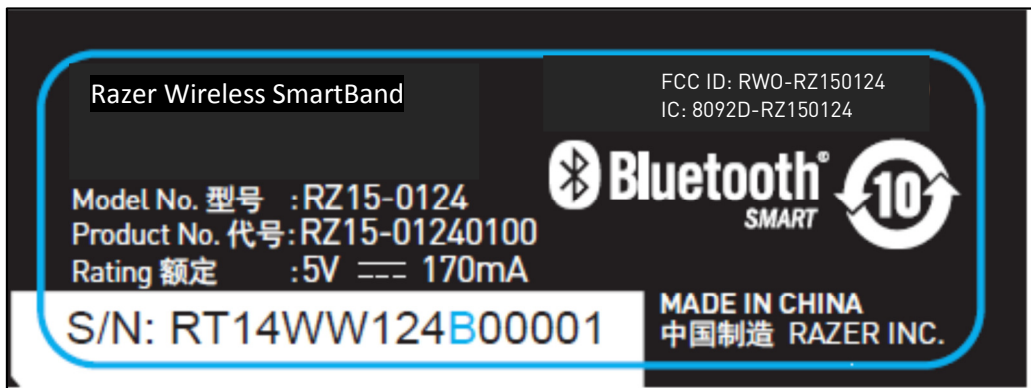 Razer Wireless SmartBand
FCC ID: RWO-RZ150124
IC: 8092D-RZ150124
Bluetooth®
SMART
10
Model No. 型号 :RZ15-0124
Product No. 代号:RZ15-01240100
Rating 额定 :5V ⎓ 170mA
S/N: RT14WW124B00001
MADE IN CHINA
中国制造 RAZER INC.